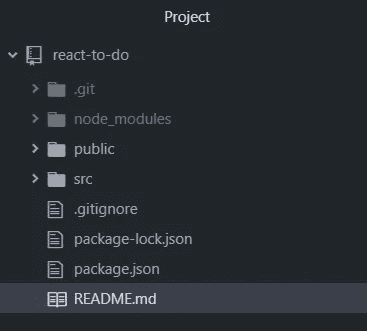 Project
react-to-do
.git
node_modules
public
src
.gitignore
package-lock.json
package.json
README.md